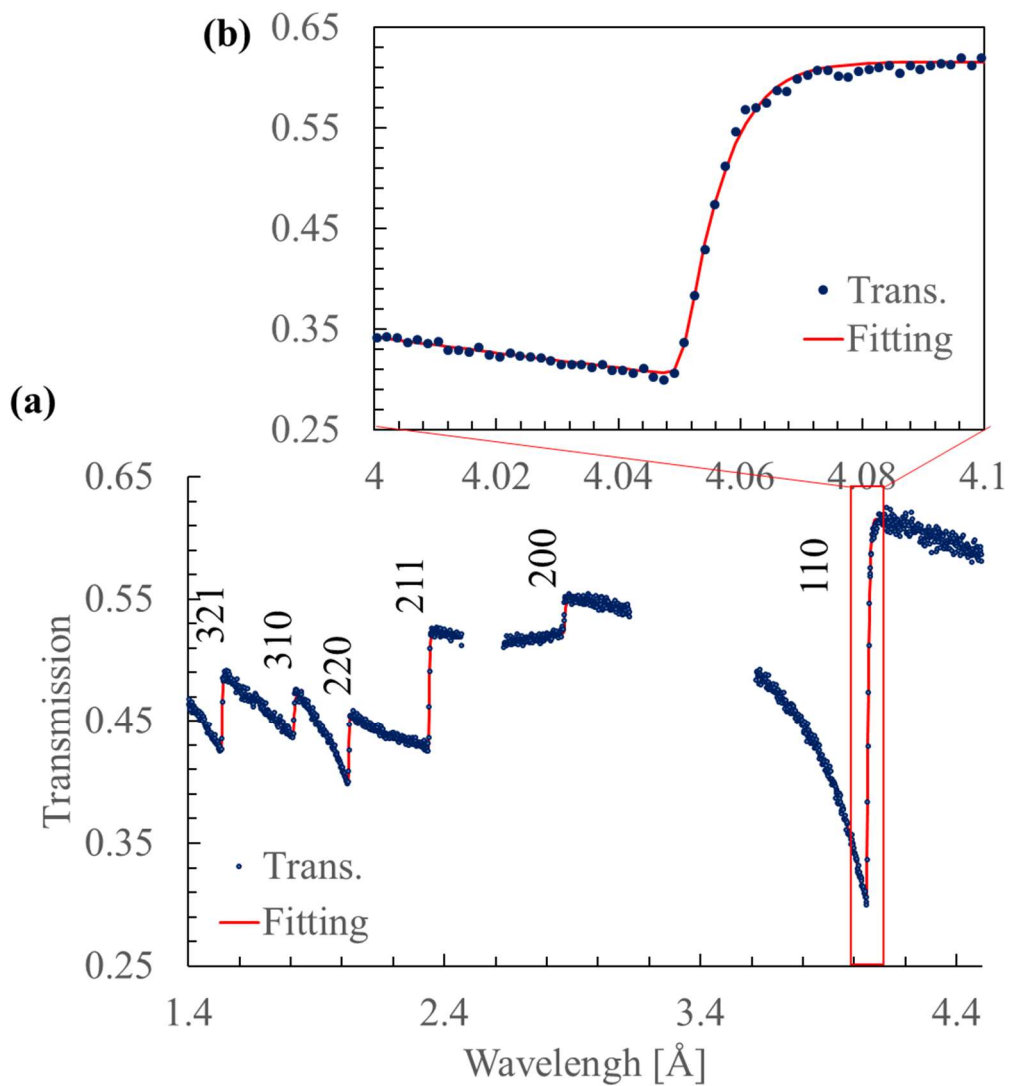 (b)
0.65
0.55
0.45
0.35
0.25
Trans.
Fitting
4 4.02 4.04 4.06 4.08 4.1
(a)
0.65
0.55
0.45
0.35
0.25
Transmission
321
310
220
211
200
110
Trans.
Fitting
1.4 2.4 3.4 4.4
Wavelengh [Å]